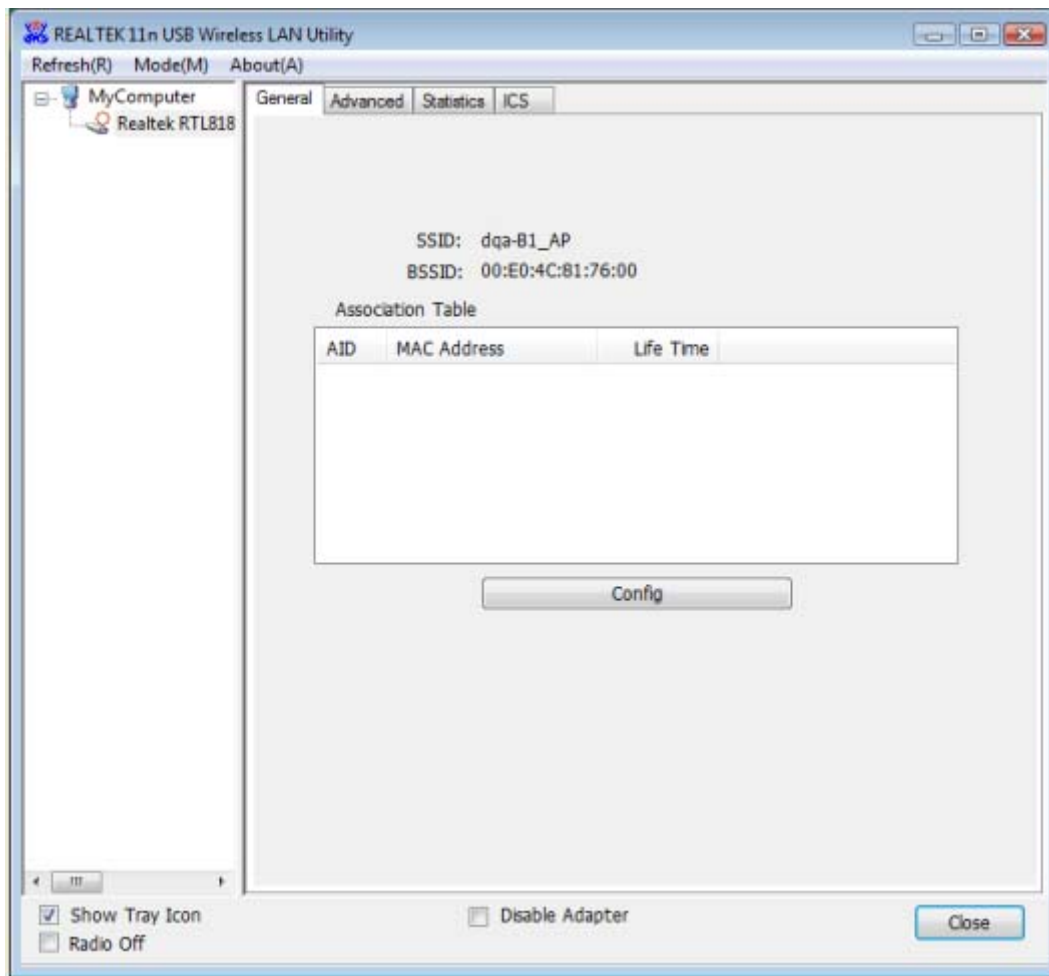 REALTEK 11n USB Wireless LAN Utility
Refresh(R) Mode(M) About(A)
MyComputer
Realtek RTL818
General Advanced Statistics ICS
SSID: dqa-B1_AP
BSSID: 00:E0:4C:81:76:00
Association Table
AID MAC Address Life Time
Config
Show Tray Icon
Radio Off
Disable Adapter
Close